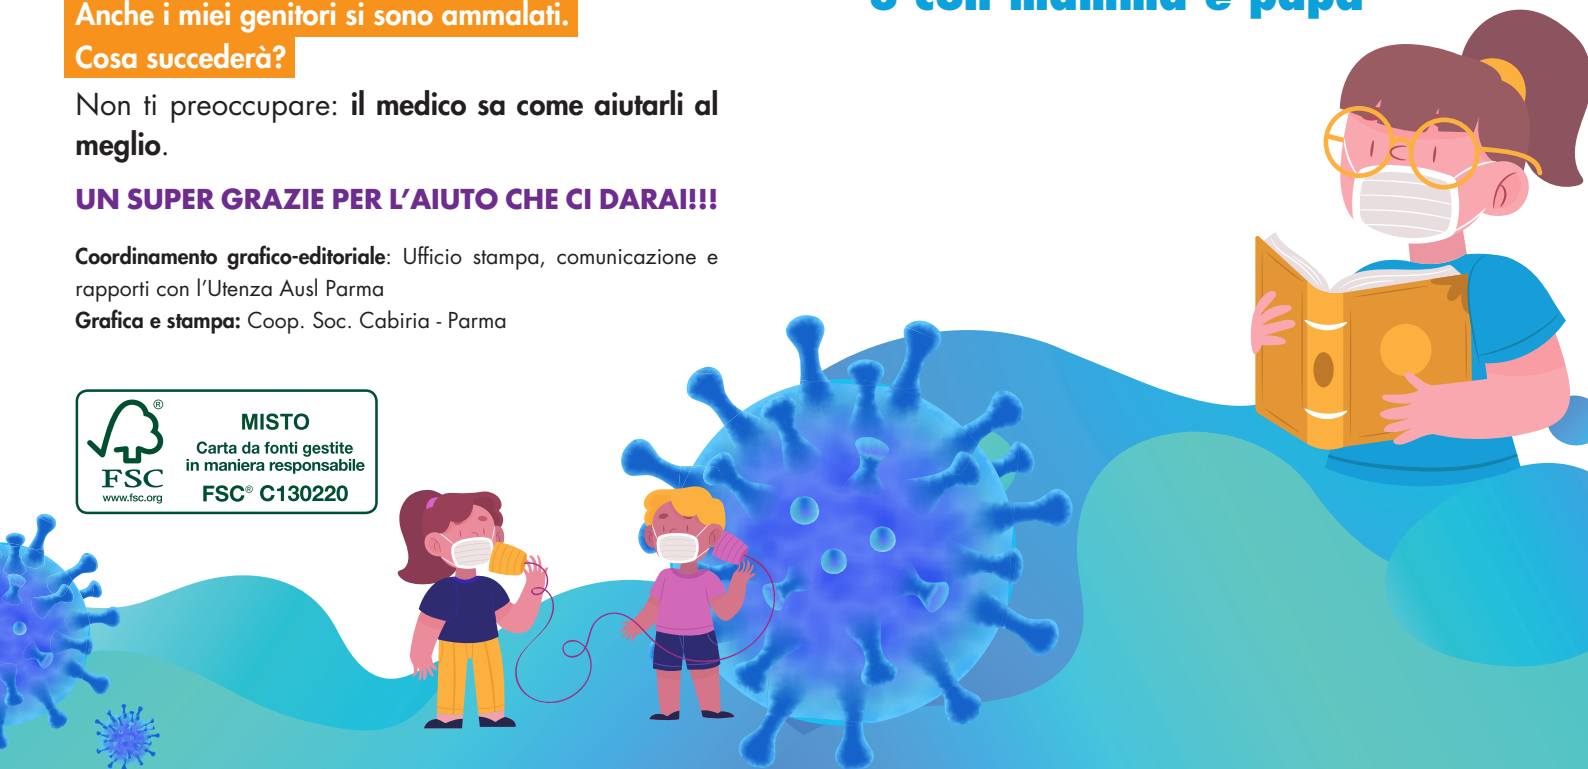 Anche i miei genitori si sono ammalati.
Cosa succederà?
Non ti preoccupare: il medico sa come aiutarli al
meglio.
UN SUPER GRAZIE PER L'AIUTO CHE CI DARAI!!!
Coordinamento grafico-editoriale: Ufficio stampa, comunicazione e
rapporti con l'Utenza Ausl Parma
Grafica e stampa: Coop. Soc. Cabiria - Parma
®
FSC
www.fsc.org
MISTO
Carta da fonti gestite
in maniera responsabile
FSC® C130220
o con mamma e papà